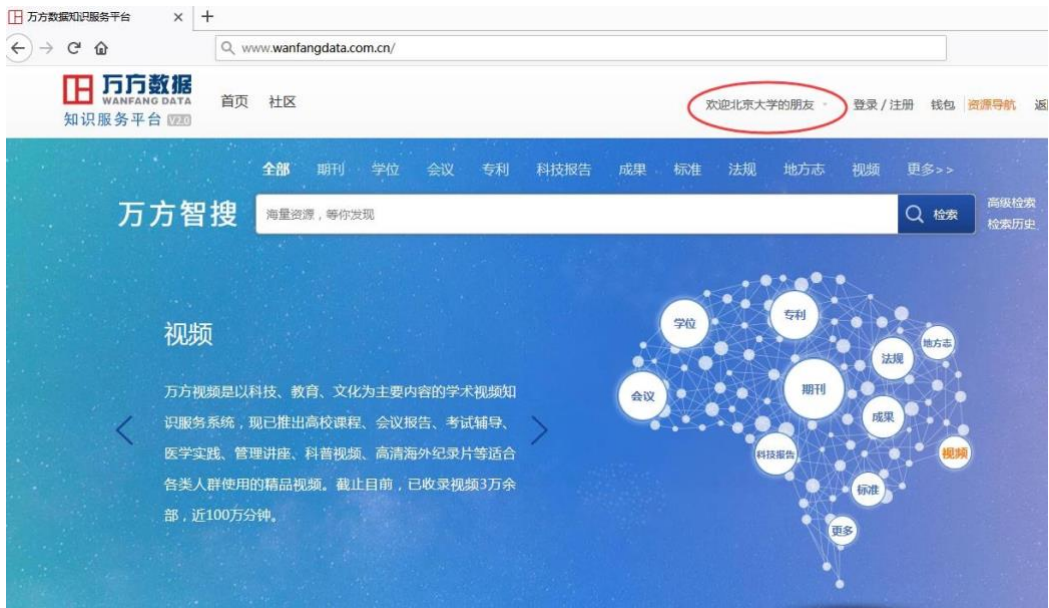 万方数据知识服务平台
www.wanfangdata.com.cn/
万方数据
WANFANG DATA
知识服务平台 V2.0
首页 社区
欢迎北京大学的朋友
登录 / 注册 钱包 资源导航 返
全部 期刊 学位 会议 专利 科技报告 成果 标准 法规 地方志 视频 更多>>
万方智搜
海量资源，等你发现
检索
高级检索
检索历史
视频
万方视频是以科技、教育、文化为主要内容的学术视频知
识服务系统，现已推出高校课程、会议报告、考试辅导、
医学实践、管理讲座、科普视频、高清海外纪录片等适合
各类人群使用的精品视频。截止目前，已收录视频3万余
部，近100万分钟。
学位
专利
地方志
法规
会议
期刊
成果
科技报告
视频
标准
更多